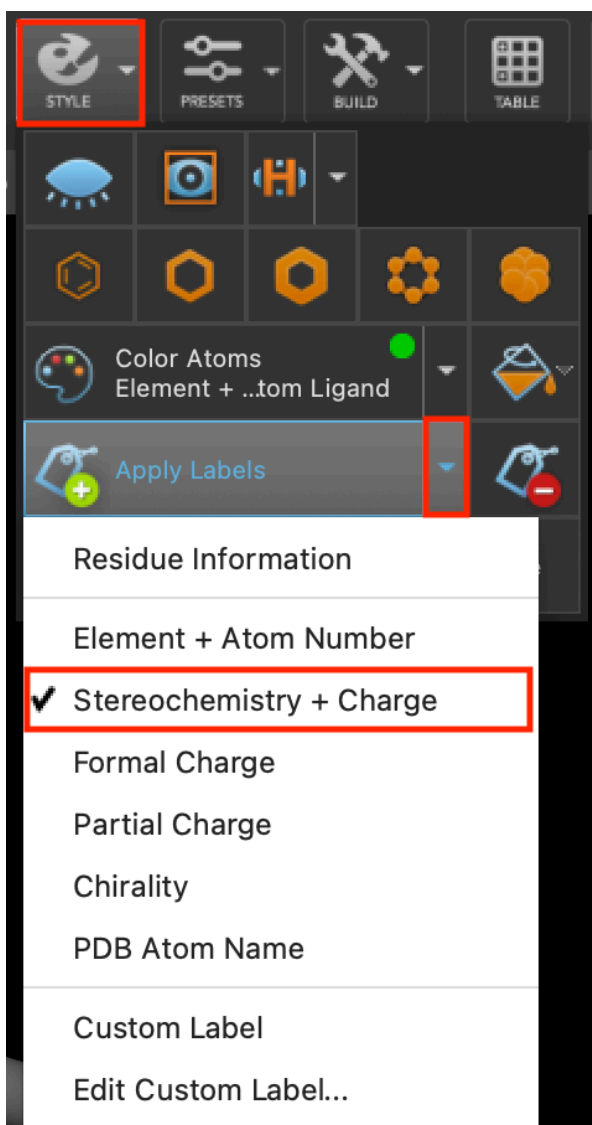 STYLE
PRESETS
BUILD
TABLE
Color Atoms
Element + ...tom Ligand
Apply Labels
Residue Information
Element + Atom Number
Stereochemistry + Charge
Formal Charge
Partial Charge
Chirality
PDB Atom Name
Custom Label
Edit Custom Label...